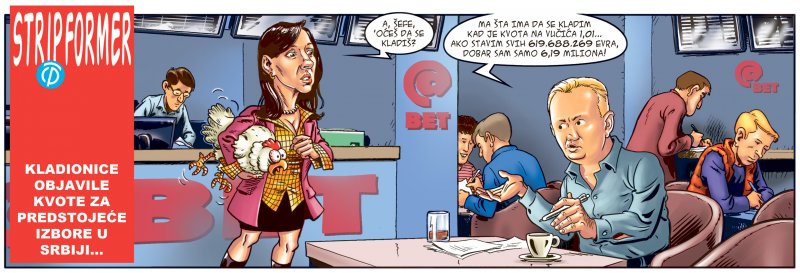 STRIPFORMER
KLADIONICE
OBJAVILE
KVOTE ZA
PREDSTOJEĆE
IZBORE U
SRBIJI...
A, ŠEFE,
'OĆEŠ DA SE
KLADIŠ?
MA ŠTA IMA DA SE KLADIM
KAD JE KVOTA NA VUČIĆA 1,01...
AKO STAVIM SVIH 619.688.269 EVRA,
DOBAR SAM SAMO 6,19 MILIONA!
@
BET
@
BET
BET